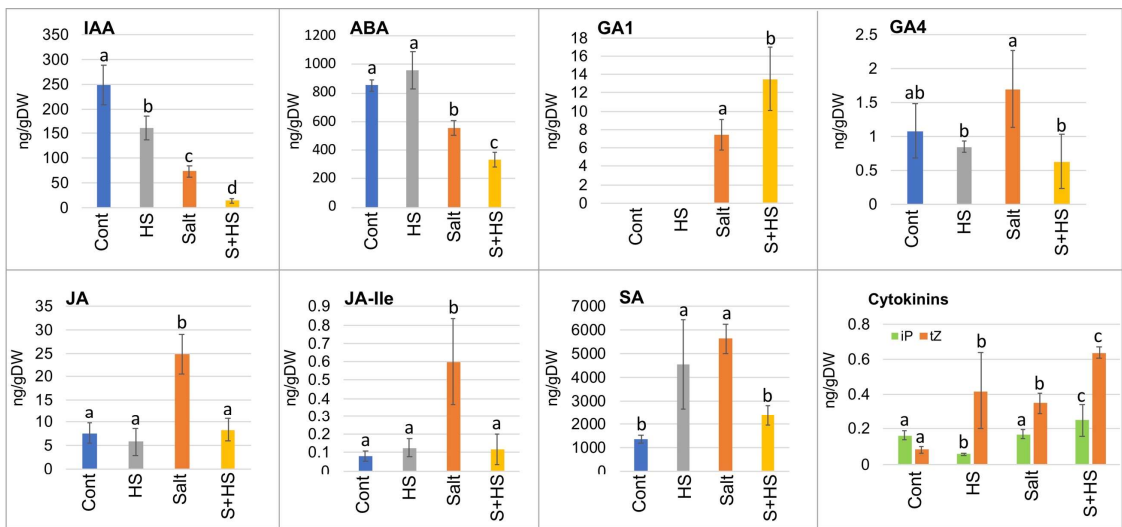 IAA
350
300
250
200
150
100
50
0
ng/gDW
a
b
c
d
Cont
HS
Salt
S+HS
ABA
1200
1000
800
600
400
200
0
ng/gDW
a
a
b
c
Cont
HS
Salt
S+HS
GA1
18
16
14
12
10
8
6
4
2
0
ng/gDW
a
b
Cont
HS
Salt
S+HS
GA4
2.5
2
1.5
1
0.5
0
ng/gDW
ab
b
a
b
Cont
HS
Salt
S+HS
JA
35
30
25
20
15
10
5
0
ng/gDW
a
a
b
a
Cont
HS
Salt
S+HS
JA-Ile
0.9
0.8
0.7
0.6
0.5
0.4
0.3
0.2
0.1
0
ng/gDW
a
a
b
a
Cont
HS
Salt
S+HS
SA
7000
6000
5000
4000
3000
2000
1000
0
ng/gDW
b
a
a
b
Cont
HS
Salt
S+HS
Cytokinins
iP tZ
0.8
0.6
0.4
0.2
0
ng/gDW
a
a
b
b
a
b
c
c
Cont
HS
Salt
S+HS